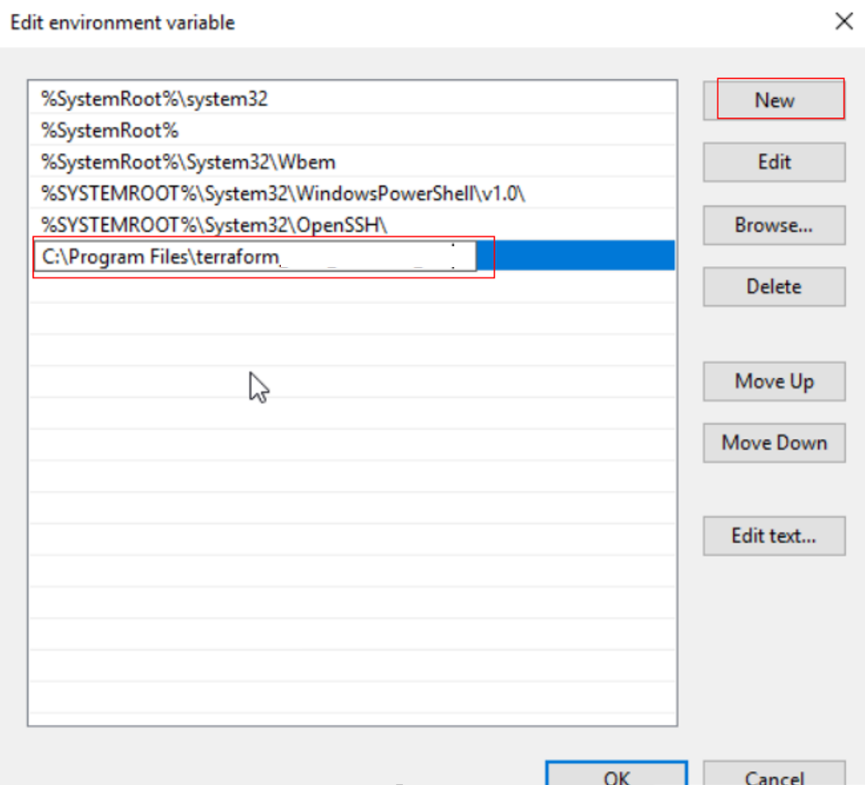 Edit environment variable
%SystemRoot%\system32
New
%SystemRoot%
%SystemRoot%\System32\Wbem
Edit
%SYSTEMROOT%\System32\WindowsPowerShell\v1.0\
%SYSTEMROOT%\System32\OpenSSH\
Browse...
C:\Program Files\terraform
Delete
Move Up
Move Down
Edit text...
OK
Cancel